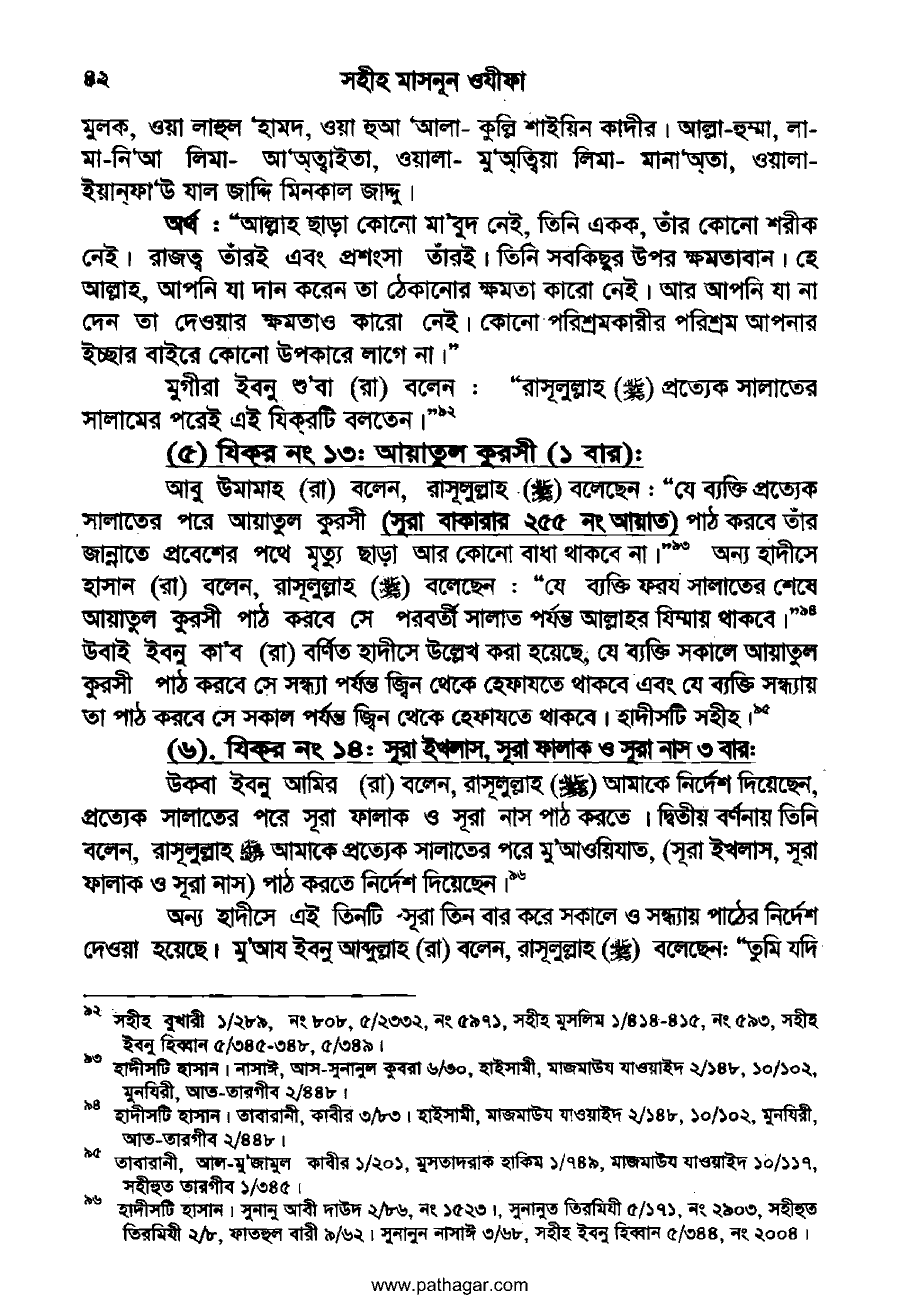 ৪২ সহীহ মাসনূন ওযীফা
মুলক, ওয়া লাহুল 'হামদ, ওয়া হুআ 'আলা- কুল্লি শাইয়িন কাদীর। আল্লা-হুম্মা, লা-
মা-নি'আ লিমা- আ'অ্ত্বাইতা, ওয়ালা- মু'অ্ত্বিয়া লিমা- মানা'অ্তা, ওয়ালা-
ইয়ান্‌ফা'উ যাল জাদ্দি মিনকাল জাদ্দু।
অর্থ : “আল্লাহ ছাড়া কোনো মা'বুদ নেই, তিনি একক, তাঁর কোনো শরীক
নেই। রাজত্ব তাঁরই এবং প্রশংসা তাঁরই। তিনি সবকিছুর উপর ক্ষমতাবান। হে
আল্লাহ, আপনি যা দান করেন তা ঠেকানোর ক্ষমতা কারো নেই। আর আপনি যা না
দেন তা দেওয়ার ক্ষমতাও কারো নেই। কোনো পরিশ্রমকারীর পরিশ্রম আপনার
ইচ্ছার বাইরে কোনো উপকারে লাগে না।”
মুগীরা ইবনু শু'বা (রা) বলেন : “রাসূলুল্লাহ (ﷺ) প্রত্যেক সালাতের
সালামের পরেই এই যিক্‌রটি বলতেন।”৯২
(৫) যিক্‌র নং ১৩: আয়াতুল কুরসী (১ বার):
আবু উমামাহ (রা) বলেন, রাসূলুল্লাহ (ﷺ) বলেছেন : “যে ব্যক্তি প্রত্যেক
সালাতের পরে আয়াতুল কুরসী (সূরা বাকারার ২৫৫ নং আয়াত) পাঠ করবে তাঁর
জান্নাতে প্রবেশের পথে মৃত্যু ছাড়া আর কোনো বাধা থাকবে না।”৯৩ অন্য হাদীসে
হাসান (রা) বলেন, রাসূলুল্লাহ (ﷺ) বলেছেন : “যে ব্যক্তি ফরয সালাতের শেষে
আয়াতুল কুরসী পাঠ করবে সে পরবর্তী সালাত পর্যন্ত আল্লাহর যিম্মায় থাকবে।”৯৪
উবাই ইবনু কা'ব (রা) বর্ণিত হাদীসে উল্লেখ করা হয়েছে, যে ব্যক্তি সকালে আয়াতুল
কুরসী পাঠ করবে সে সন্ধ্যা পর্যন্ত জ্বিন থেকে হেফাযতে থাকবে এবং যে ব্যক্তি সন্ধ্যায়
তা পাঠ করবে সে সকাল পর্যন্ত জ্বিন থেকে হেফাযতে থাকবে। হাদীসটি সহীহ।৯৫
(৬). যিক্‌র নং ১৪: সূরা ইখলাস, সূরা ফালাক ও সূরা নাস ৩ বার:
উকবা ইবনু আমির (রা) বলেন, রাসূলুল্লাহ (ﷺ) আমাকে নির্দেশ দিয়েছেন,
প্রত্যেক সালাতের পরে সূরা ফালাক ও সূরা নাস পাঠ করতে । দ্বিতীয় বর্ণনায় তিনি
বলেন, রাসূলুল্লাহ ﷺ আমাকে প্রত্যেক সালাতের পরে মু'আওয়িযাত, (সূরা ইখলাস, সূরা
ফালাক ও সূরা নাস) পাঠ করতে নির্দেশ দিয়েছেন।৯৬
অন্য হাদীসে এই তিনটি সূরা তিন বার করে সকালে ও সন্ধ্যায় পাঠের নির্দেশ
দেওয়া হয়েছে। মু'আয ইবনু আব্দুল্লাহ (রা) বলেন, রাসূলুল্লাহ (ﷺ) বলেছেন: “তুমি যদি
৯২ সহীহ বুখারী ১/২৮৯, নং ৮০৮, ৫/২৩৩২, নং ৫৯৭১, সহীহ মুসলিম ১/৪১৪-৪১৫, নং ৫৯৩, সহীহ
ইবনু হিব্বান ৫/৩৪৫-৩৪৮, ৫/৩৪৯।
৯৩ হাদীসটি হাসান। নাসাঈ, আস-সুনানুল কুবরা ৬/৩০, হাইসামী, মাজমাউয যাওয়াইদ ২/১৪৮, ১০/১০২,
মুনযিরী, আত-তারগীব ২/৪৪৮।
৯৪ হাদীসটি হাসান। তাবারানী, কাবীর ৩/৮৩। হাইসামী, মাজমাউয যাওয়াইদ ২/১৪৮, ১০/১০২, মুনযিরী,
আত-তারগীব ২/৪৪৮।
৯৫ তাবারানী, আল-মু'জামুল কাবীর ১/২০১, মুসতাদরাক হাকিম ১/৭৪৯, মাজমাউয যাওয়াইদ ১০/১১৭,
সহীহুত তারগীব ১/৩৪৫ ।
৯৬ হাদীসটি হাসান। সুনানু আবী দাউদ ২/৮৬, নং ১৫২৩।, সুনানুত তিরমিযী ৫/১৭১, নং ২৯০৩, সহীহুত
তিরমিযী ২/৮, ফাতহুল বারী ৯/৬২। সুনানুন নাসাঈ ৩/৬৮, সহীহ ইবনু হিব্বান ৫/৩৪৪, নং ২০০৪।
www.pathagar.com